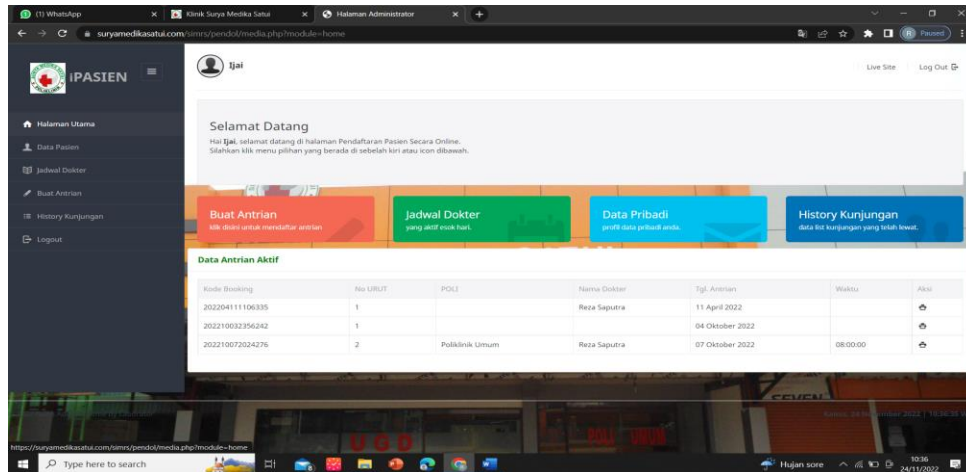 (1) WhatsApp
Klinik Surya Medika Satui
Halaman Administrator
suryamedikasatui.com/simrs/pendol/media.php?module=home
R
Paused
iPASIEN
Ijai
Live Site
Log Out
Halaman Utama
Data Pasien
Jadwal Dokter
Buat Antrian
History Kunjungan
Logout
Selamat Datang
Hai Ijai, selamat datang di halaman Pendaftaran Pasien Secara Online.
Silahkan klik menu pilihan yang berada di sebelah kiri atau icon dibawah.
Buat Antrian
klik disini untuk mendaftar antrian
Jadwal Dokter
yang aktif esok hari.
Data Pribadi
profil data pribadi anda.
History Kunjungan
data list kunjungan yang telah lewat.
Data Antrian Aktif
Kode Booking No URUT POLI Nama Dokter Tgl. Antrian Waktu Aksi
202204111106335 1 Reza Saputra 11 April 2022
202210032356242 1 04 Oktober 2022
202210072024276 2 Poliklinik Umum Reza Saputra 07 Oktober 2022 08:00:00
UGD
POLI UMUM
https://suryamedikasatui.com/simrs/pendol/media.php?module=home
Type here to search
Hujan sore
10:36
24/11/2022